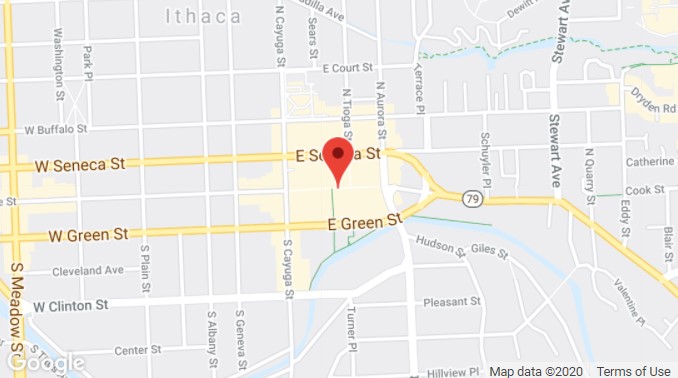 Ithaca
Washington St
Park Pl
N Cayuga St
Sears St
Dewitt
Stewart Ave
E Court St
Terrace Pl
N Aurora St
N Tioga St
Dryden Rd
W Buffalo St
W Seneca St
E S
a St
Schuyler Pl
Stewart Ave
N Quarry St
Catherine
Cook St
79
Eddy St
Blair St
W Green St
E Green St
Hudson S
Giles St
S Plain St
S Cayuga St
Cleveland Ave
S Meadow St
W Clinton St
Pleasant St
Valentine Pl
Turner Pl
Center St
S Albany St
S Geneva St
Hillview Pl
Google
Map data ©2020
Terms of Use